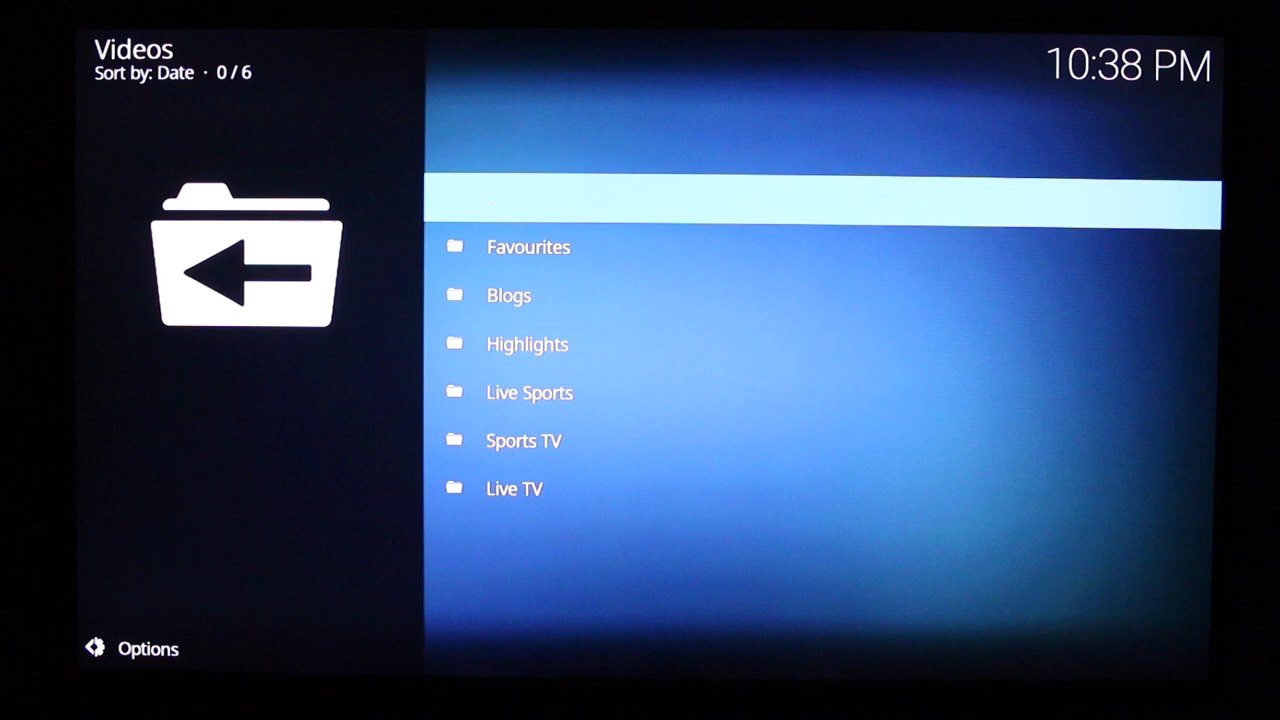 Videos
Sort by: Date · 0 / 6
10:38 PM
..
Favourites
Blogs
Highlights
Live Sports
Sports TV
Live TV
Options